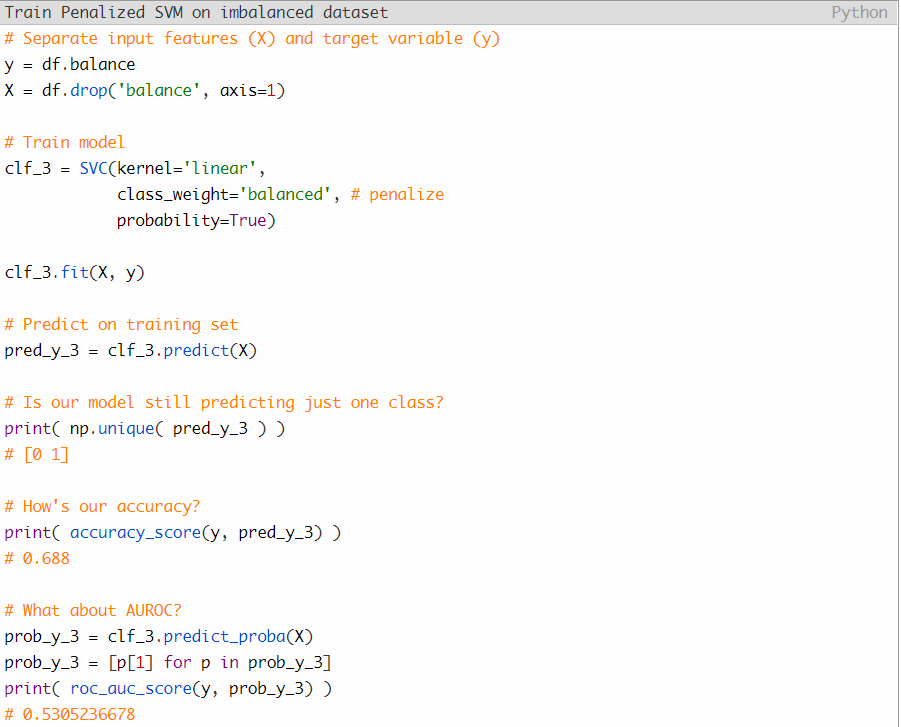 Train Penalized SVM on imbalanced dataset Python
# Separate input features (X) and target variable (y)
y = df.balance
X = df.drop('balance', axis=1)
# Train model
clf_3 = SVC(kernel='linear',
class_weight='balanced', # penalize
probability=True)
clf_3.fit(X, y)
# Predict on training set
pred_y_3 = clf_3.predict(X)
# Is our model still predicting just one class?
print( np.unique( pred_y_3 ) )
# [0 1]
# How's our accuracy?
print( accuracy_score(y, pred_y_3) )
# 0.688
# What about AUROC?
prob_y_3 = clf_3.predict_proba(X)
prob_y_3 = [p[1] for p in prob_y_3]
print( roc_auc_score(y, prob_y_3) )
# 0.5305236678